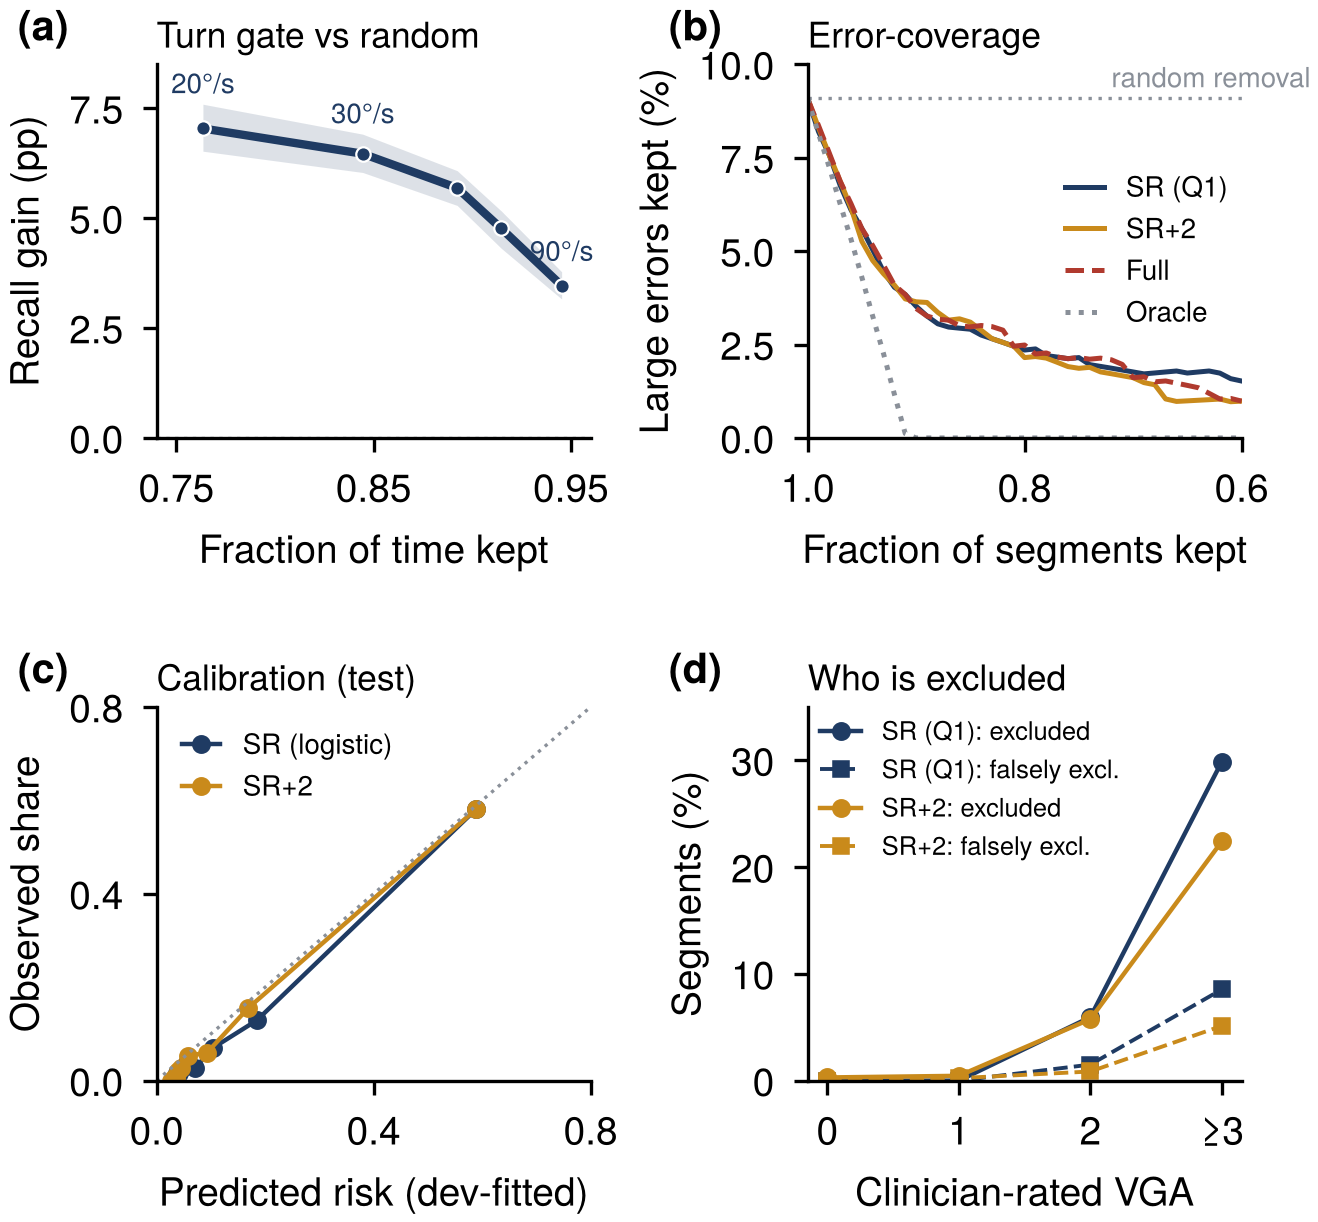 (a)
Turn gate vs random
20°/s
30°/s
90°/s
7.5
5.0
2.5
0.0
Recall gain (pp)
0.75
0.85
0.95
Fraction of time kept
(b)
Error-coverage
random removal
10.0
7.5
5.0
2.5
0.0
Large errors kept (%)
SR (Q1)
SR+2
Full
Oracle
1.0
0.8
0.6
Fraction of segments kept
(c)
Calibration (test)
0.8
0.4
0.0
Observed share
SR (logistic)
SR+2
0.0
0.4
0.8
Predicted risk (dev-fitted)
(d)
Who is excluded
SR (Q1): excluded
SR (Q1): falsely excl.
SR+2: excluded
SR+2: falsely excl.
30
20
10
0
Segments (%)
0
1
2
≥3
Clinician-rated VGA